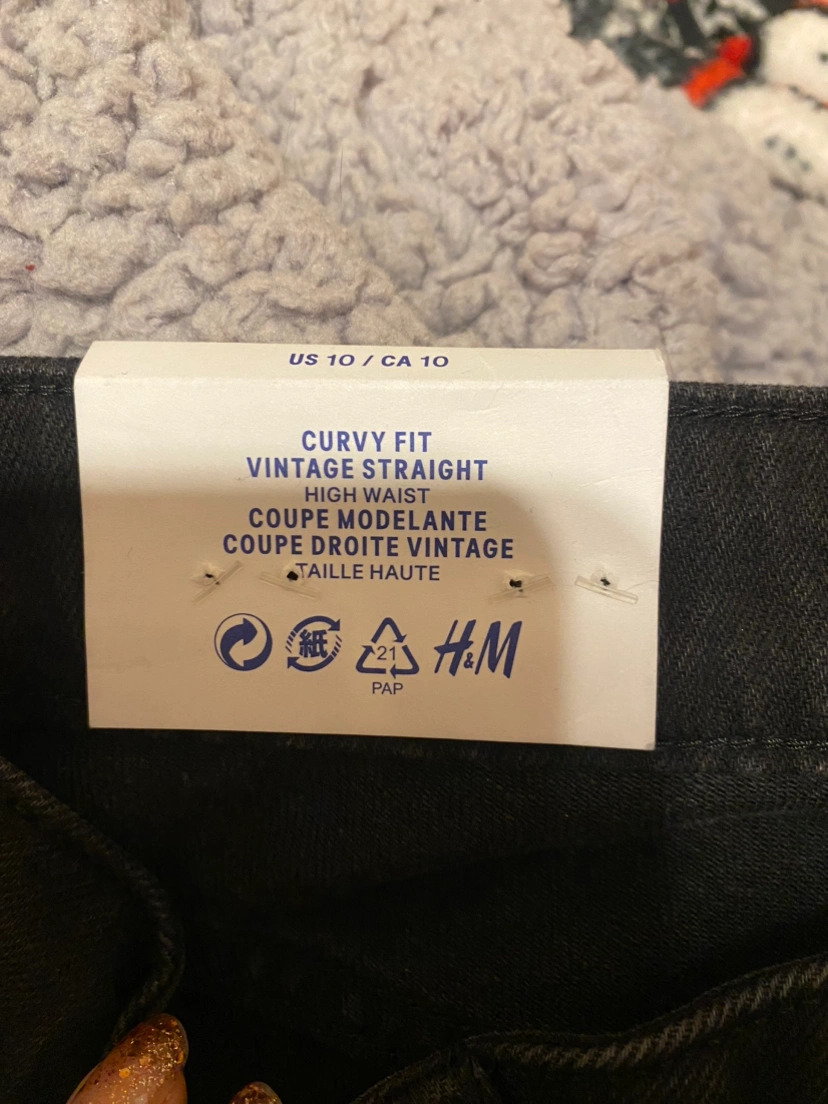 US 10 / CA 10
CURVY FIT
VINTAGE STRAIGHT
HIGH WAIST
COUPE MODELANTE
COUPE DROITE VINTAGE
TAILLE HAUTE
紙 21 H&M
PAP